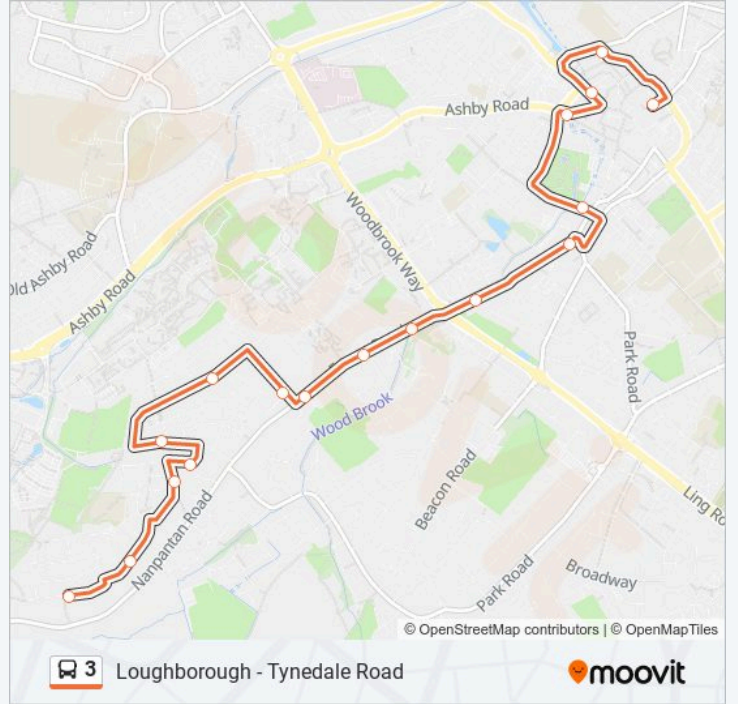 Ashby Road
Woodbrook Way
Old Ashby Road
Ashby Road
Park Road
Wood Brook
Beacon Road
Nanpantan Road
Ling Ro
Park Road
Broadway
© OpenStreetMap contributors | © OpenMapTiles
3 Loughborough - Tynedale Road
moovit